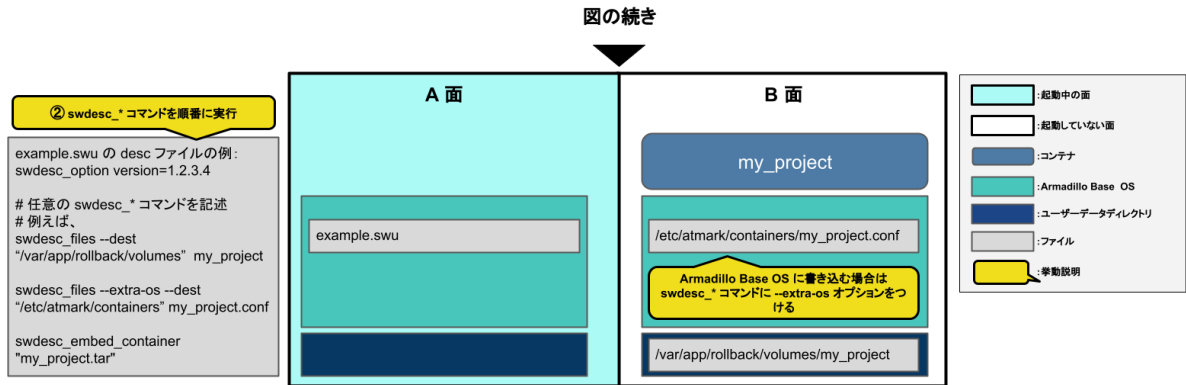 図の続き
② swdesc_* コマンドを順番に実行
example.swu の desc ファイルの例:
swdesc_option version=1.2.3.4
# 任意の swdesc_* コマンドを記述
# 例えば、
swdesc_files --dest
“/var/app/rollback/volumes” my_project
swdesc_files --extra-os --dest
“/etc/atmark/containers” my_project.conf
swdesc_embed_container
"my_project.tar"
A 面
example.swu
B 面
my_project
/etc/atmark/containers/my_project.conf
Armadillo Base OS に書き込む場合は
swdesc_* コマンドに --extra-os オプションをつ
ける
/var/app/rollback/volumes/my_project
:起動中の面
:起動していない面
:コンテナ
:Armadillo Base OS
:ユーザーデータディレクトリ
:ファイル
:挙動説明